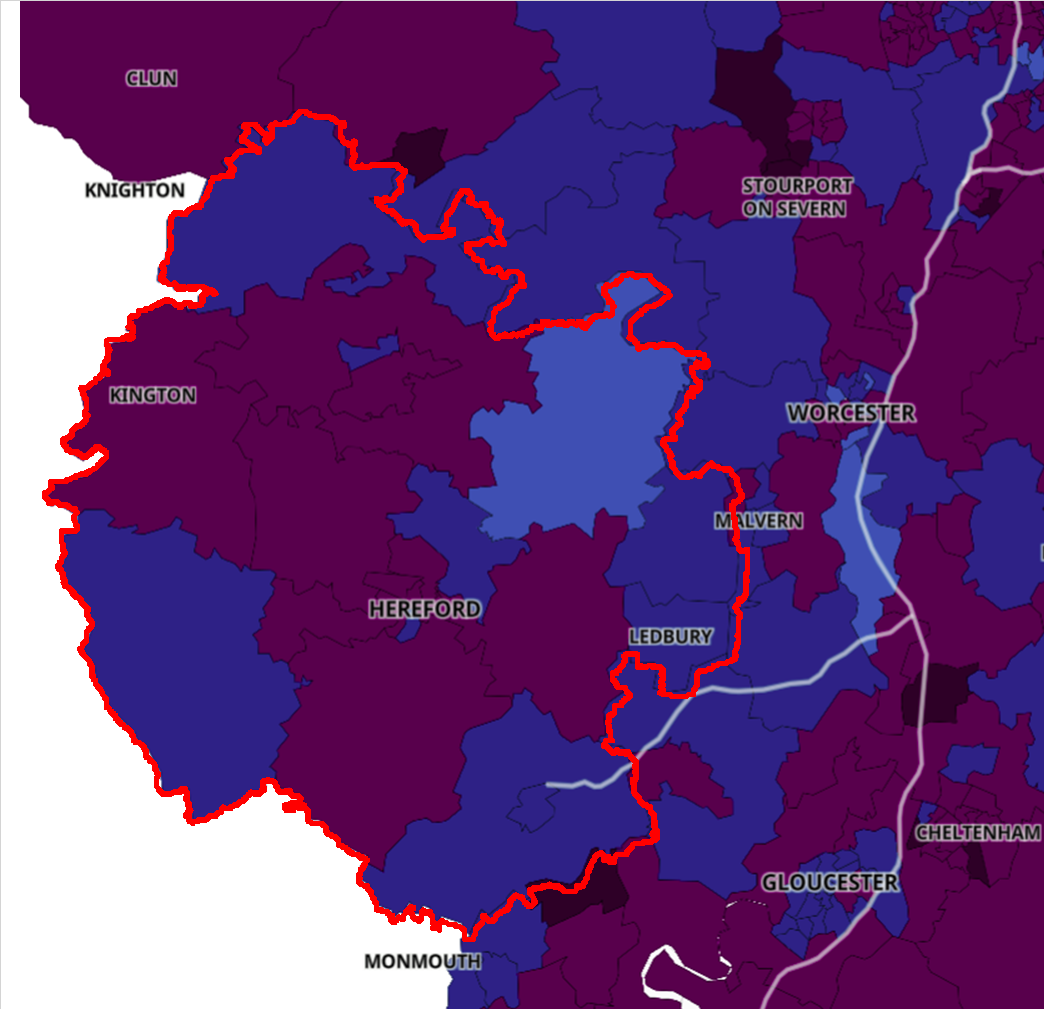 CLUN
KNIGHTON
STOURPORT
ON SEVERN
KINGTON
WORCESTER
MALVERN
HEREFORD
LEDBURY
CHELTENHAM
GLOUCESTER
MONMOUTH